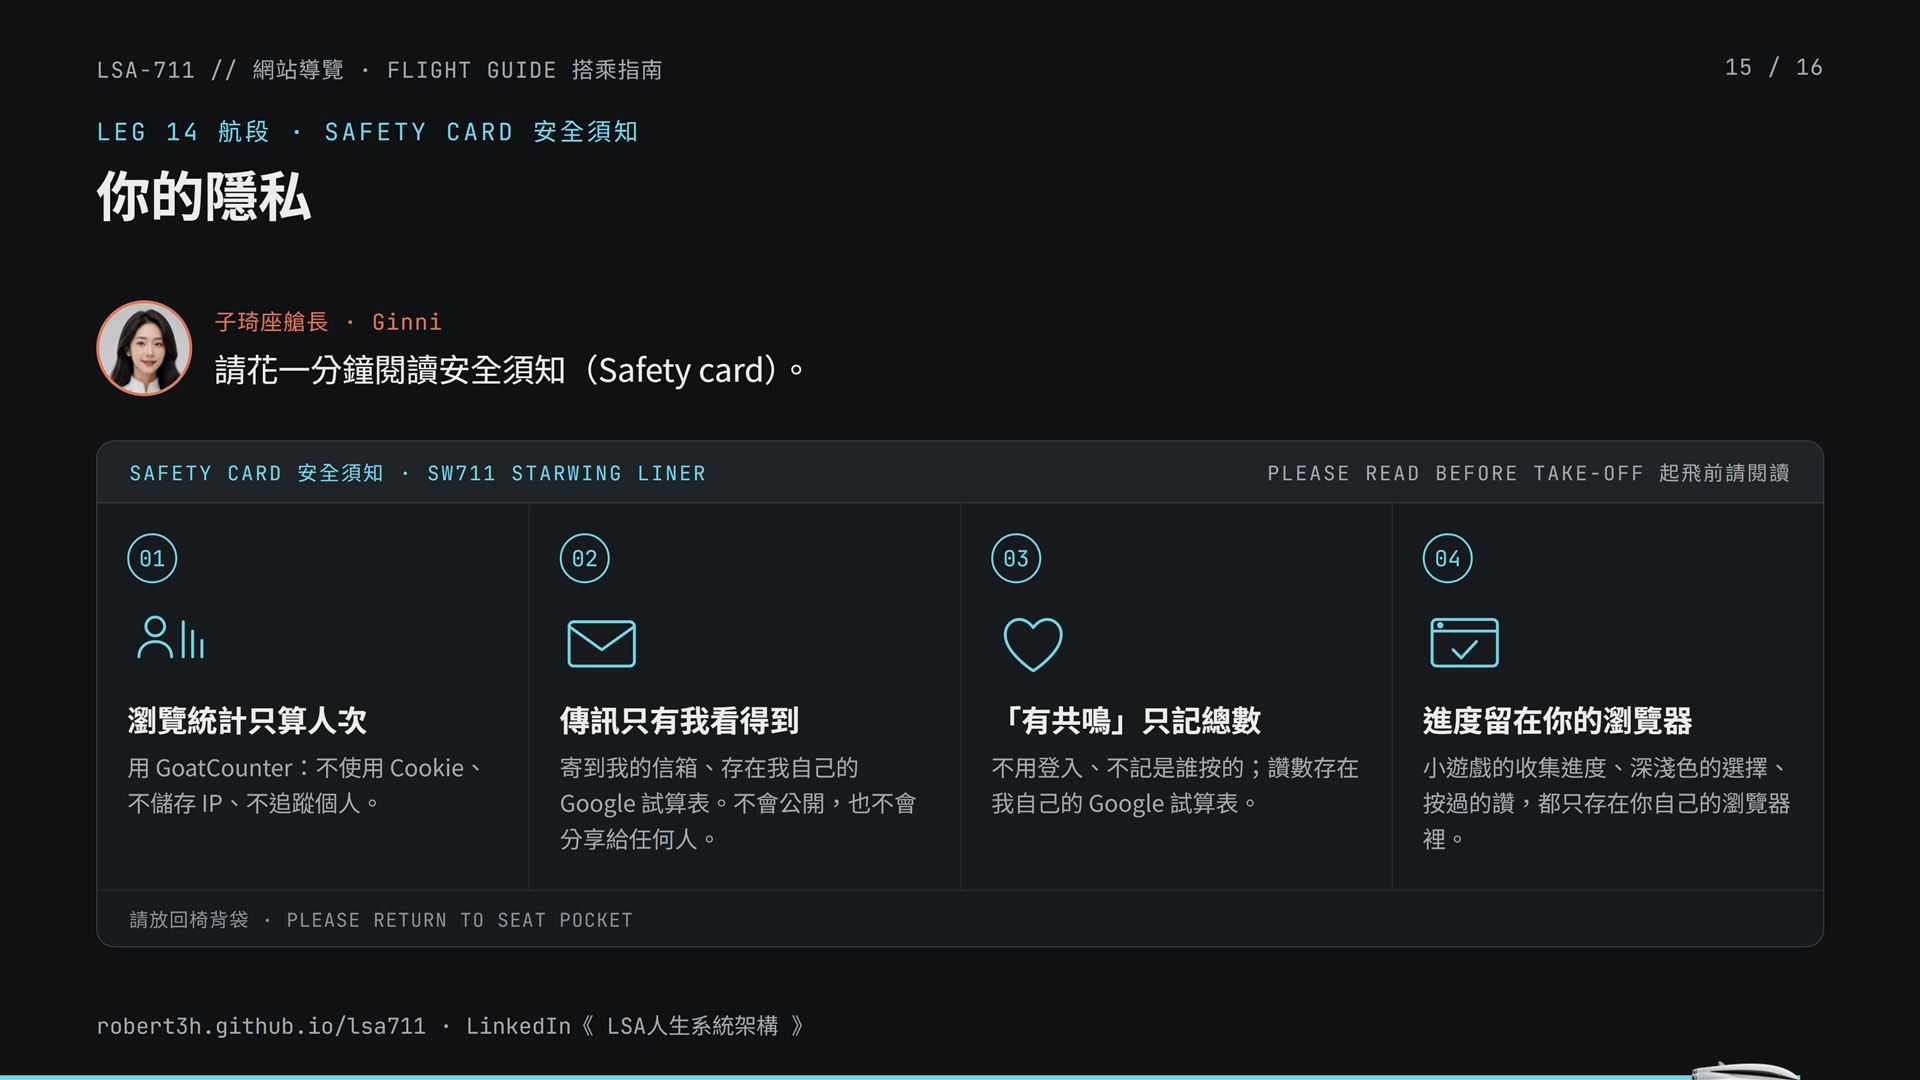 LSA-711 // 網站導覽 · FLIGHT GUIDE 搭乘指南
15 / 16
LEG 14 航段 · SAFETY CARD 安全須知
你的隱私
子琦座艙長 · Ginni
請花一分鐘閱讀安全須知（Safety card）。
SAFETY CARD 安全須知 · SW711 STARWING LINER
PLEASE READ BEFORE TAKE-OFF 起飛前請閱讀
01
瀏覽統計只算人次
用 GoatCounter：不使用 Cookie、
不儲存 IP、不追蹤個人。
02
傳訊只有我看得到
寄到我的信箱、存在我自己的
Google 試算表。不會公開，也不會
分享給任何人。
03
「有共鳴」只記總數
不用登入、不記是誰按的；讚數存在
我自己的 Google 試算表。
04
進度留在你的瀏覽器
小遊戲的收集進度、深淺色的選擇、
按過的讚，都只存在你自己的瀏覽器
裡。
請放回椅背袋 · PLEASE RETURN TO SEAT POCKET
robert3h.github.io/lsa711 · LinkedIn《 LSA人生系統架構 》